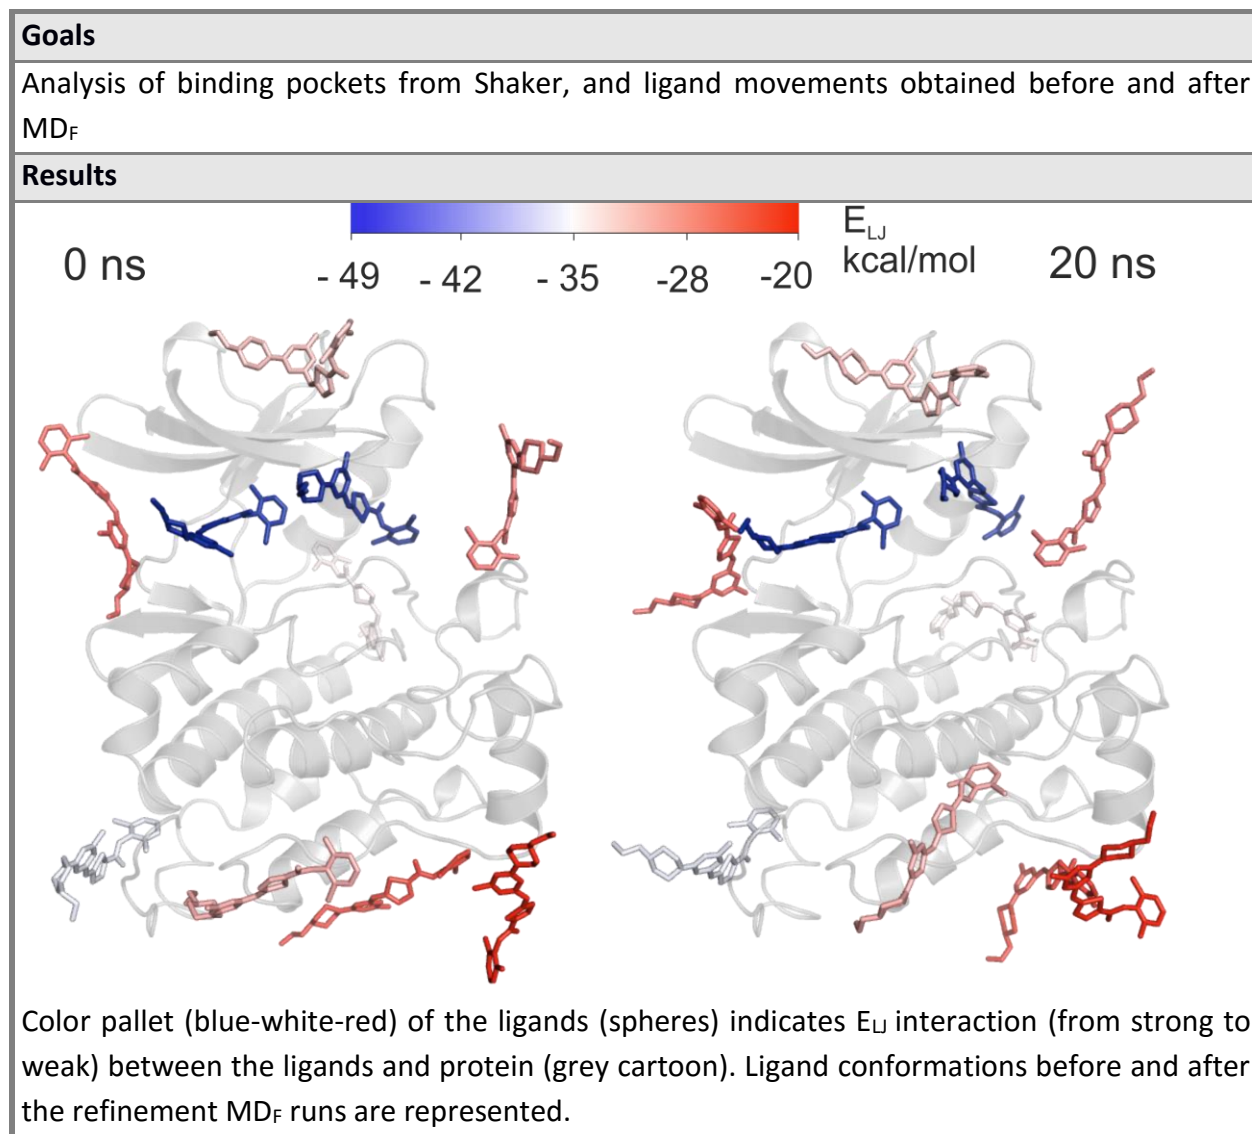 Goals
Analysis of binding pockets from Shaker, and ligand movements obtained before and after
MDF
Results
0 ns
ELJ
kcal/mol
20 ns
- 49 - 42 - 35 -28 -20
Color pallet (blue-white-red) of the ligands (spheres) indicates ELJ interaction (from strong to
weak) between the ligands and protein (grey cartoon). Ligand conformations before and after
the refinement MDF runs are represented.